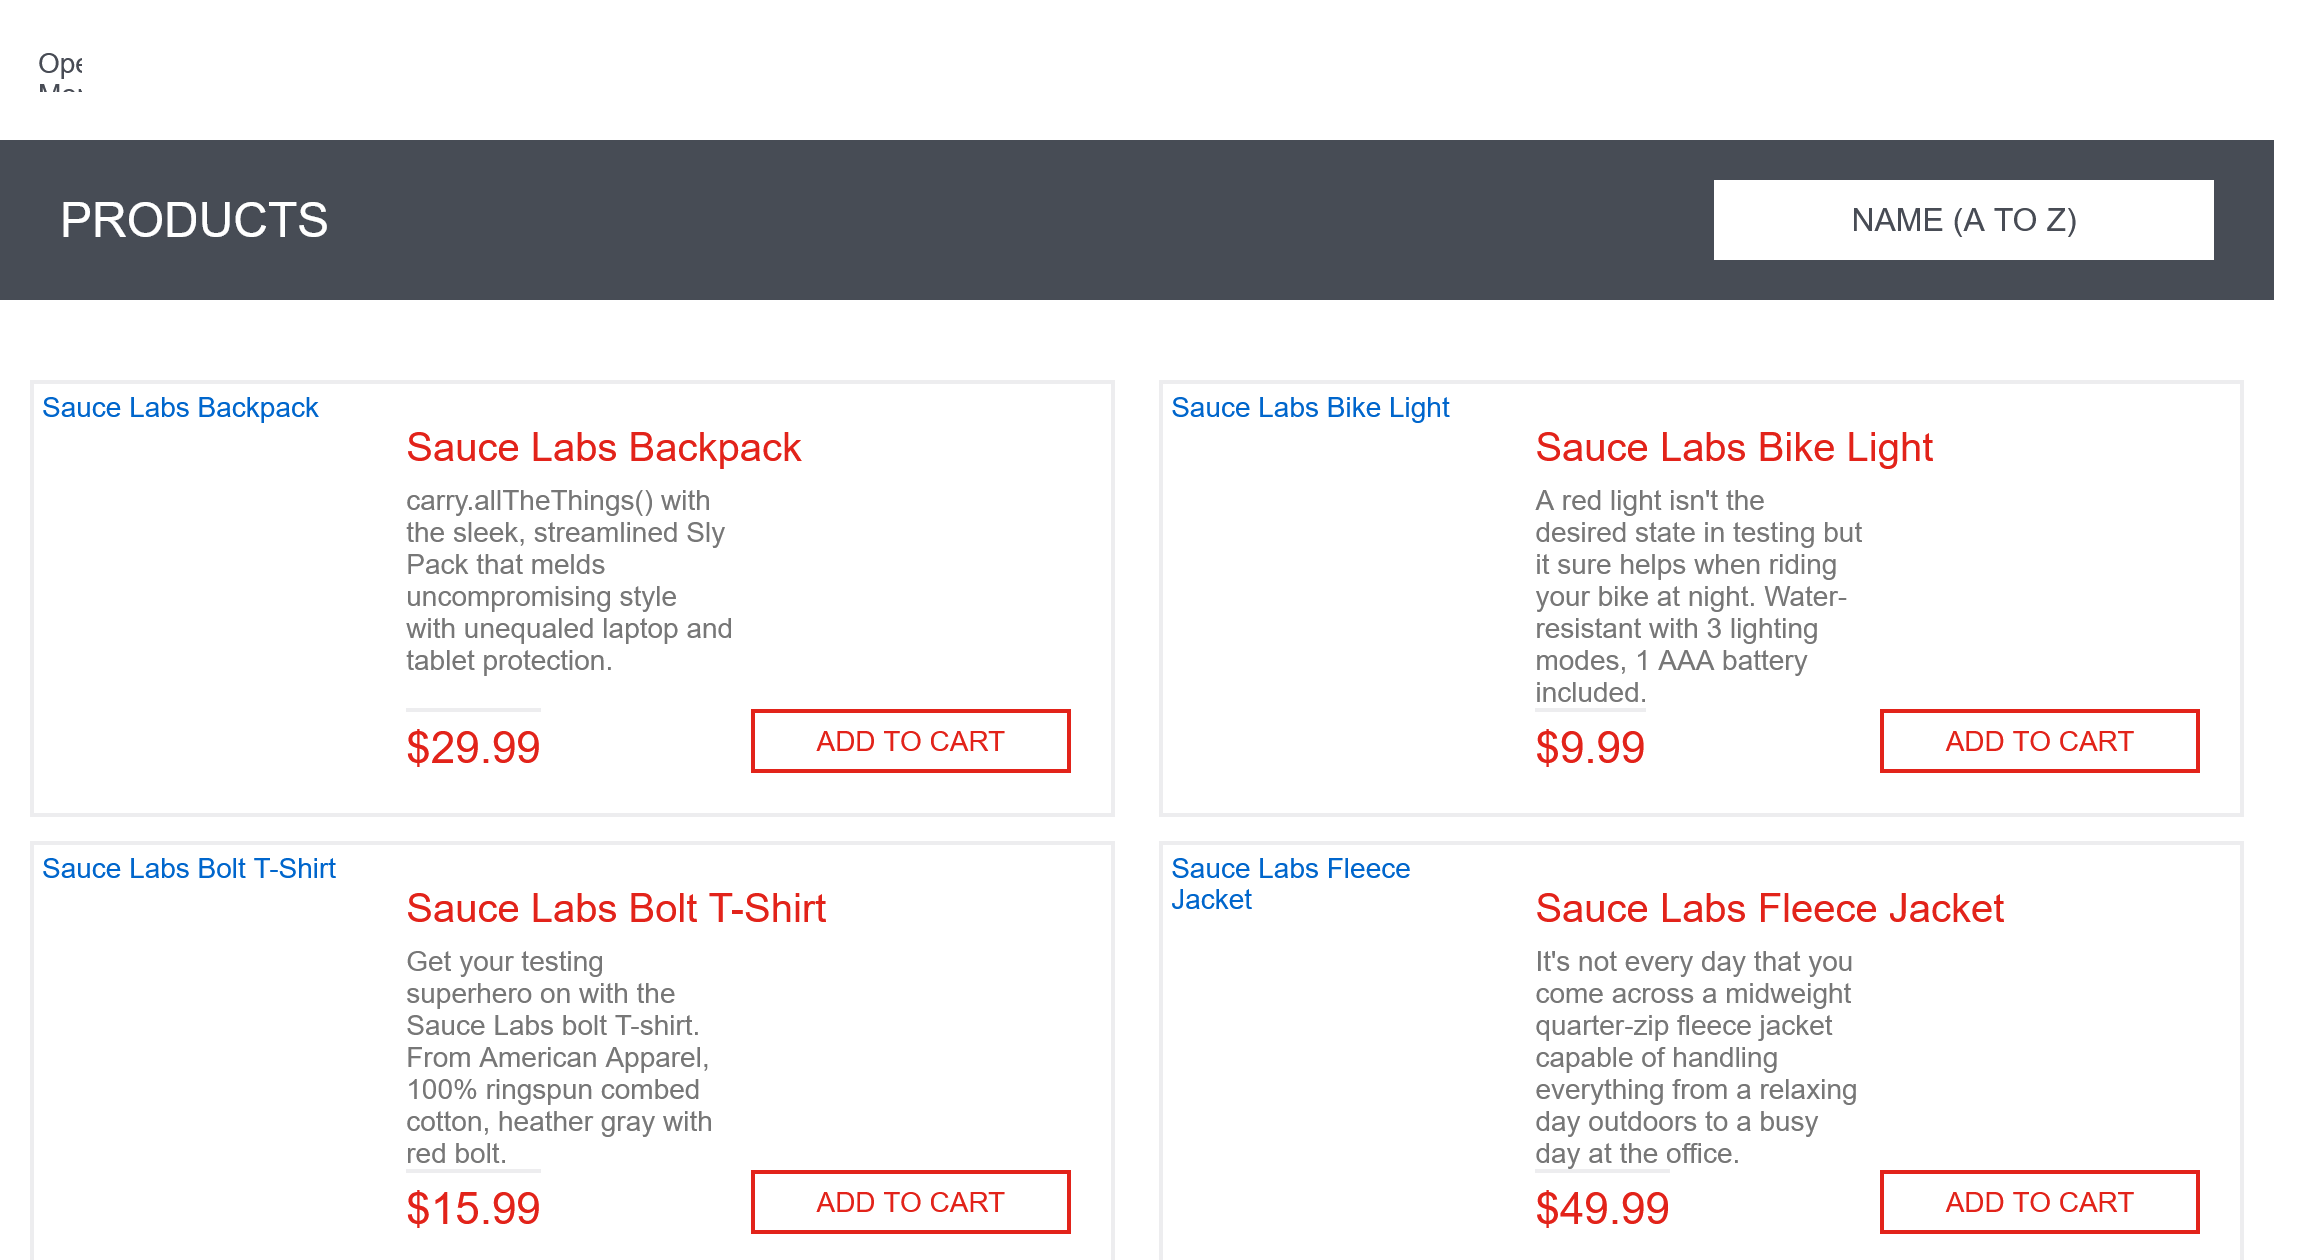 Ope
PRODUCTS
NAME (A TO Z)
Sauce Labs Backpack
Sauce Labs Backpack
carry.allTheThings() with
the sleek, streamlined Sly
Pack that melds
uncompromising style
with unequaled laptop and
tablet protection.
$29.99
ADD TO CART
Sauce Labs Bike Light
Sauce Labs Bike Light
A red light isn't the
desired state in testing but
it sure helps when riding
your bike at night. Water-
resistant with 3 lighting
modes, 1 AAA battery
included.
$9.99
ADD TO CART
Sauce Labs Bolt T-Shirt
Sauce Labs Bolt T-Shirt
Get your testing
superhero on with the
Sauce Labs bolt T-shirt.
From American Apparel,
100% ringspun combed
cotton, heather gray with
red bolt.
$15.99
ADD TO CART
Sauce Labs Fleece
Jacket
Sauce Labs Fleece Jacket
It's not every day that you
come across a midweight
quarter-zip fleece jacket
capable of handling
everything from a relaxing
day outdoors to a busy
day at the office.
$49.99
ADD TO CART